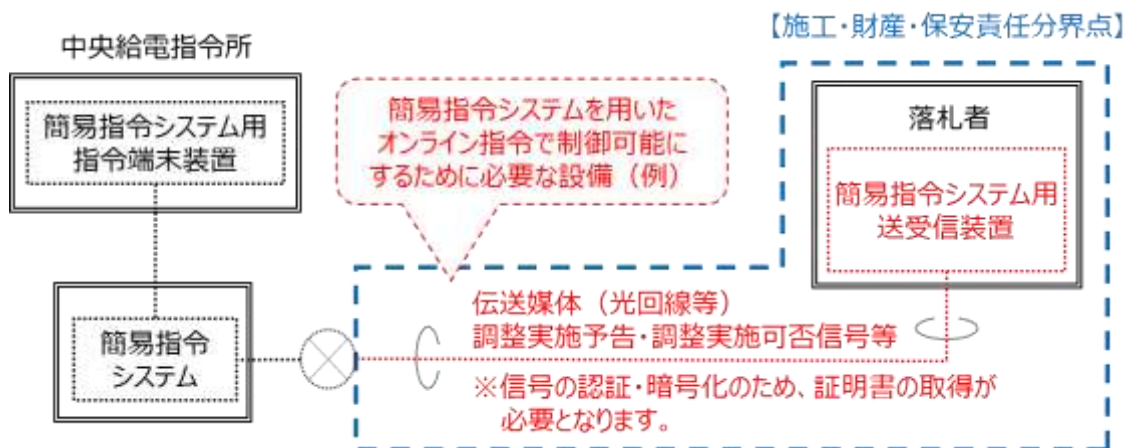 【施工・財産・保安責任分界点】
中央給電指令所
簡易指令システム用
指令端末装置
簡易指令システムを用いた
オンライン指令で制御可能に
するために必要な設備（例）
落札者
簡易指令システム用
送受信装置
簡易指令
システム
伝送媒体（光回線等）
調整実施予告・調整実施可否信号等
※信号の認証・暗号化のため、証明書の取得が
必要となります。